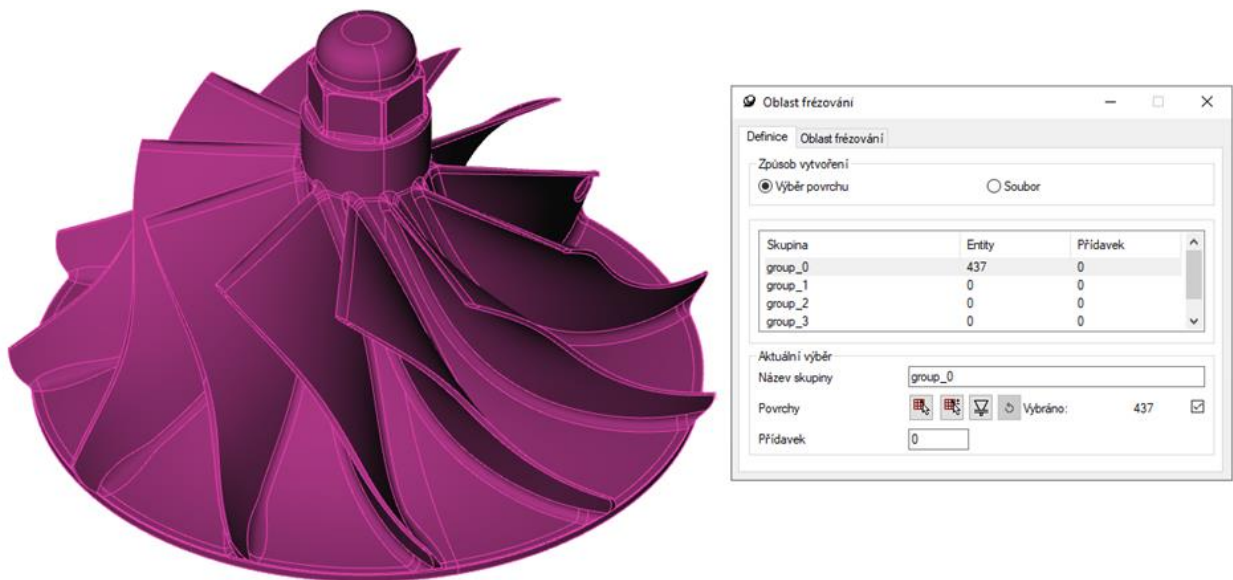 Oblast frézování
Definice Oblast frézování
Způsob vytvoření
Výběr povrchu Soubor
Skupina Entity Přídavek
group_0 437 0
group_1 0 0
group_2 0 0
group_3 0 0
Aktuální výběr
Název skupiny group_0
Povrchy Vybráno: 437
Přídavek 0